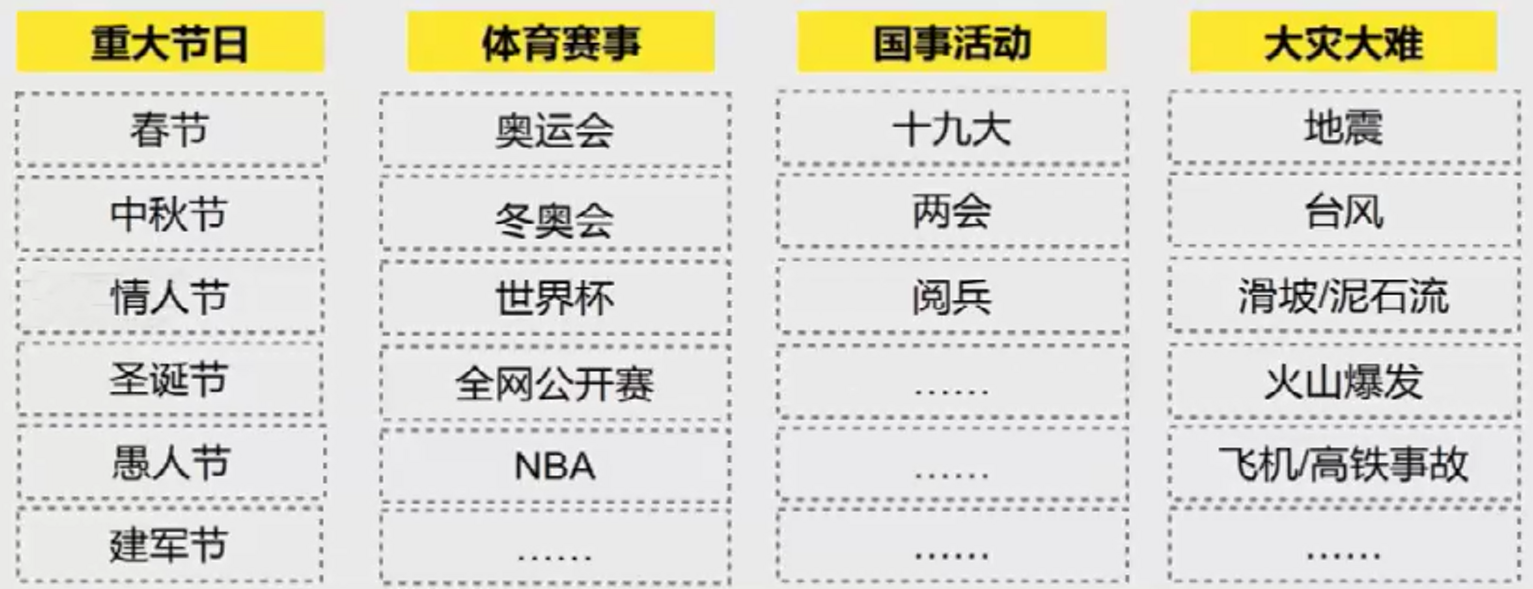 重大节日 体育赛事 国事活动 大灾大难
春节 奥运会 十九大 地震
中秋节 冬奥会 两会 台风
情人节 世界杯 阅兵 滑坡/泥石流
圣诞节 全网公开赛 …… 火山爆发
愚人节 NBA …… 飞机/高铁事故
建军节 …… …… ……